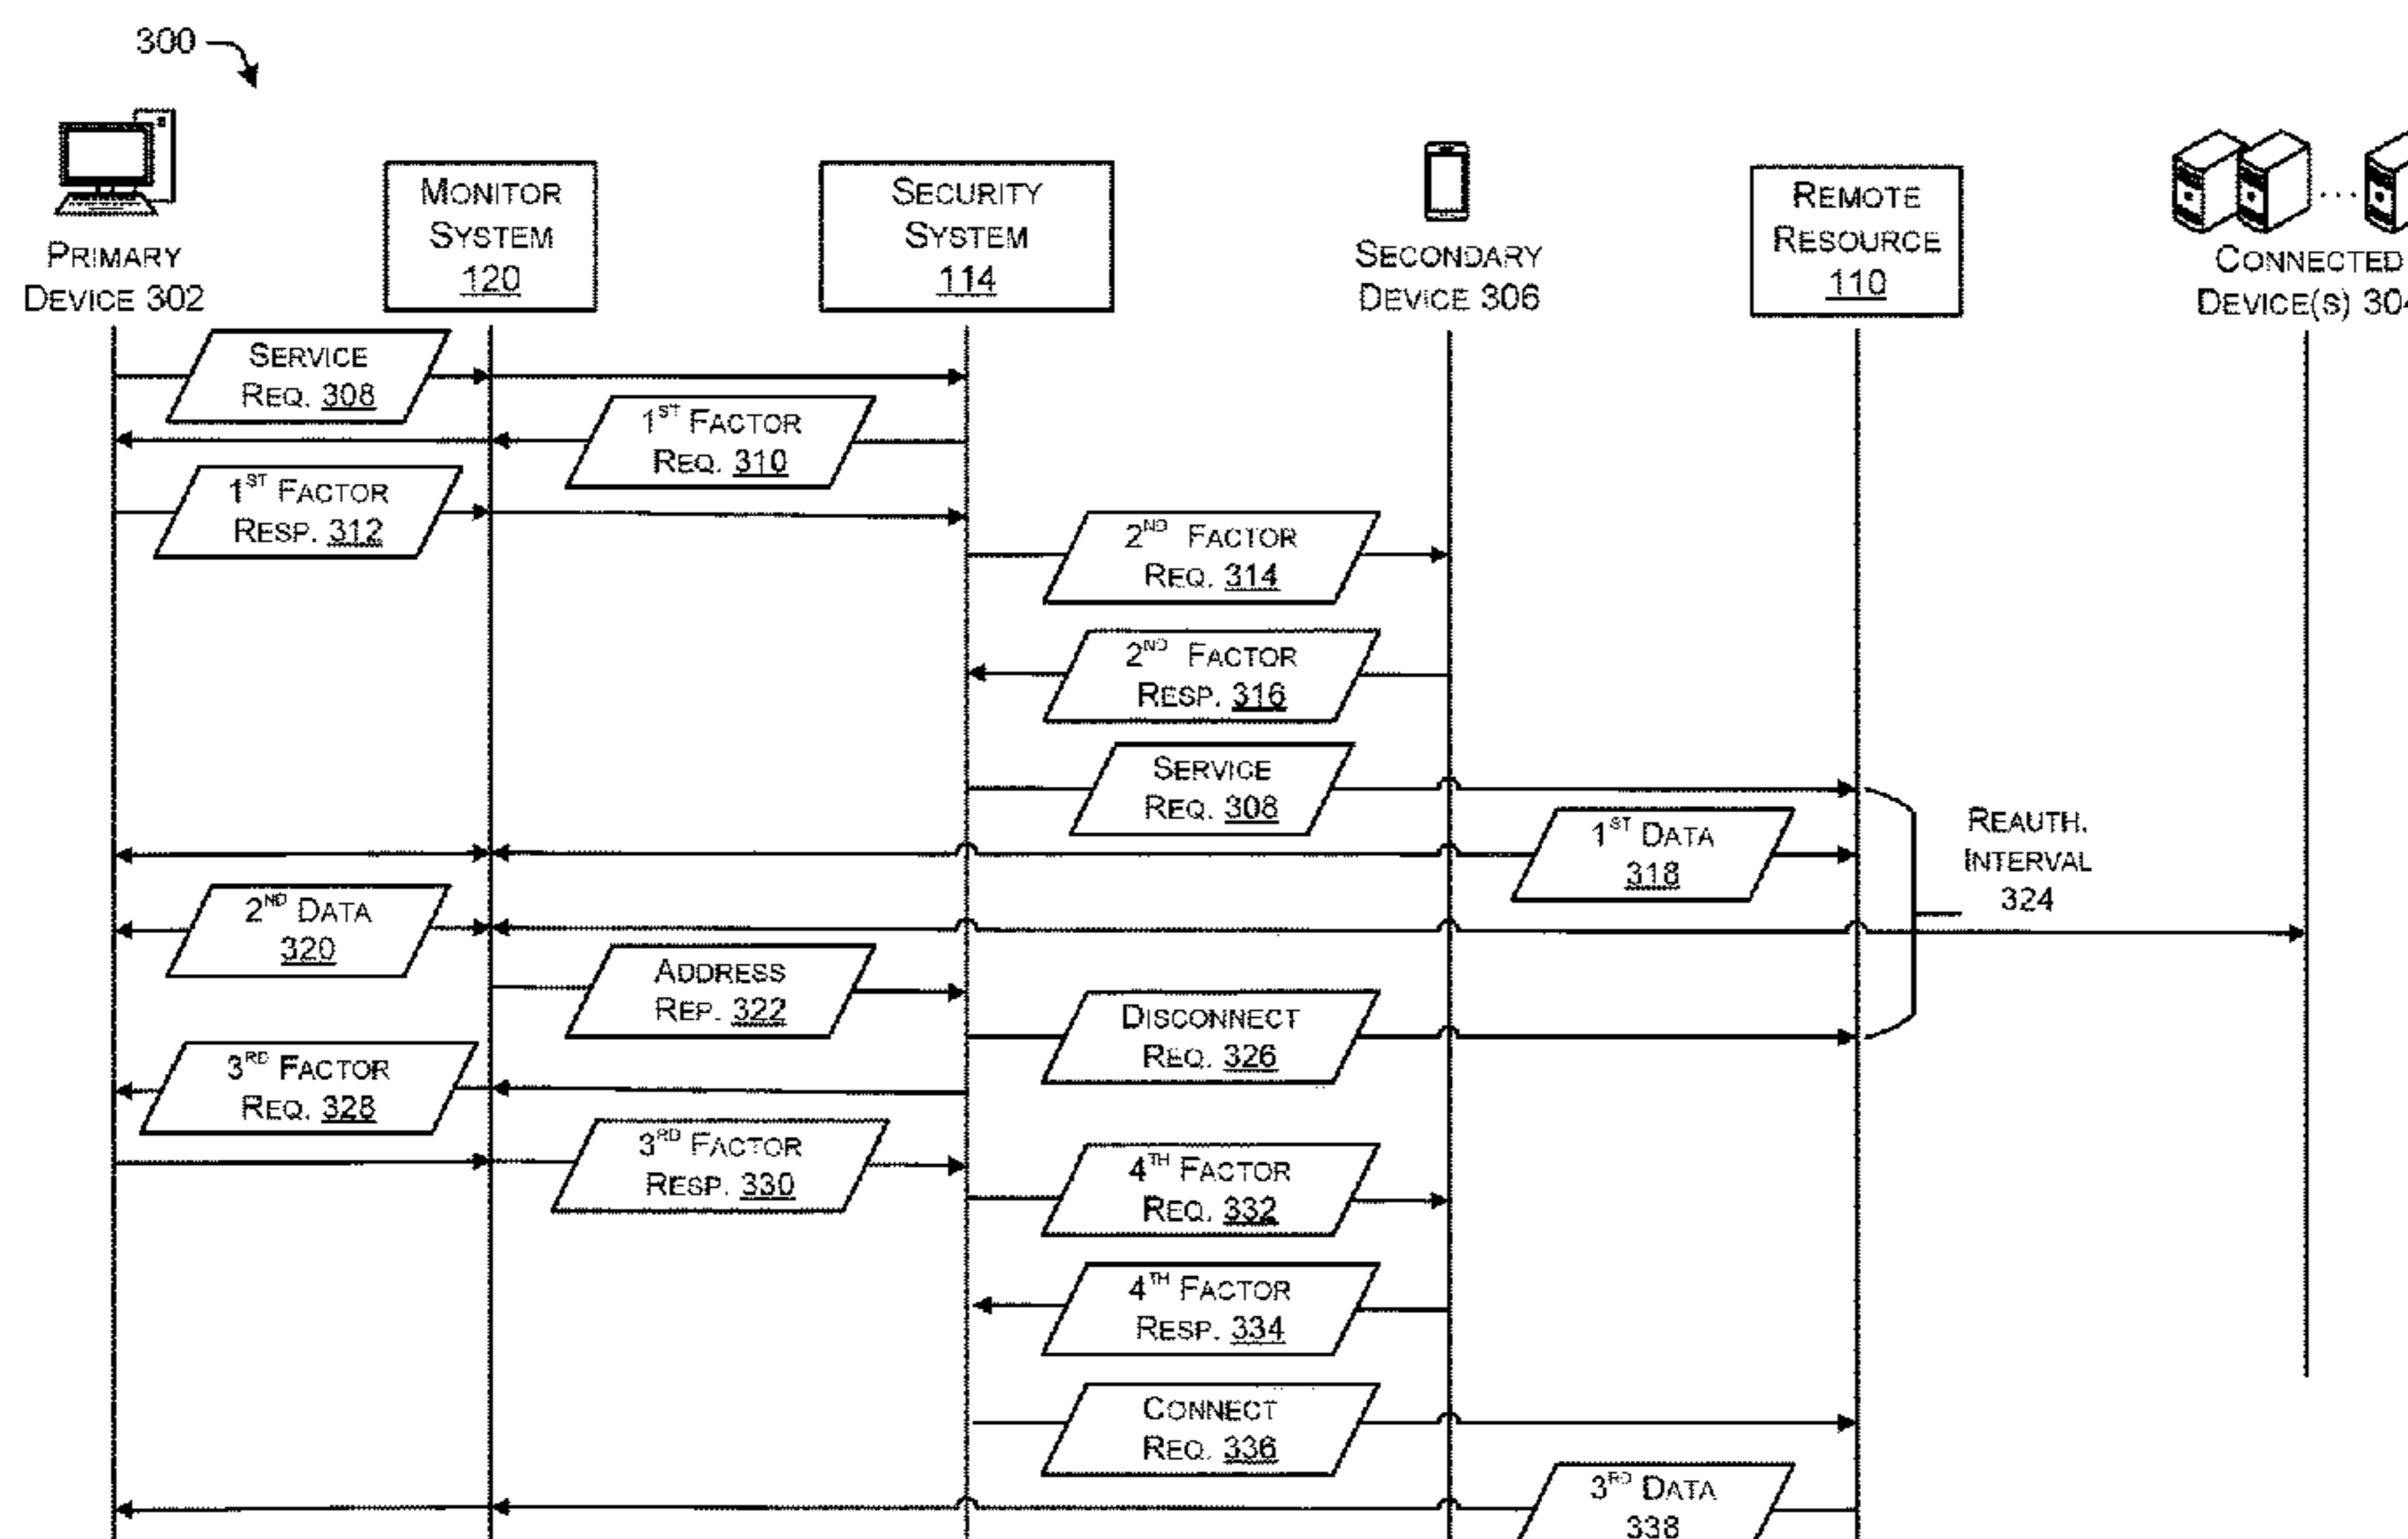 300
PRIMARY
DEVICE 302
MONITOR
SYSTEM
120
SECURITY
SYSTEM
114
SECONDARY
DEVICE 306
REMOTE
RESOURCE
110
CONNECTED
DEVICE(S) 304
SERVICE
REQ. 308
1ST FACTOR
REQ. 310
1ST FACTOR
RESP. 312
2ND FACTOR
REQ. 314
2ND FACTOR
RESP. 316
SERVICE
REQ. 308
1ST DATA
318
REAUTH.
INTERVAL
324
2ND DATA
320
ADDRESS
REP. 322
DISCONNECT
REQ. 326
3RD FACTOR
REQ. 328
3RD FACTOR
RESP. 330
4TH FACTOR
REQ. 332
4TH FACTOR
RESP. 334
CONNECT
REQ. 336
3RD DATA
338